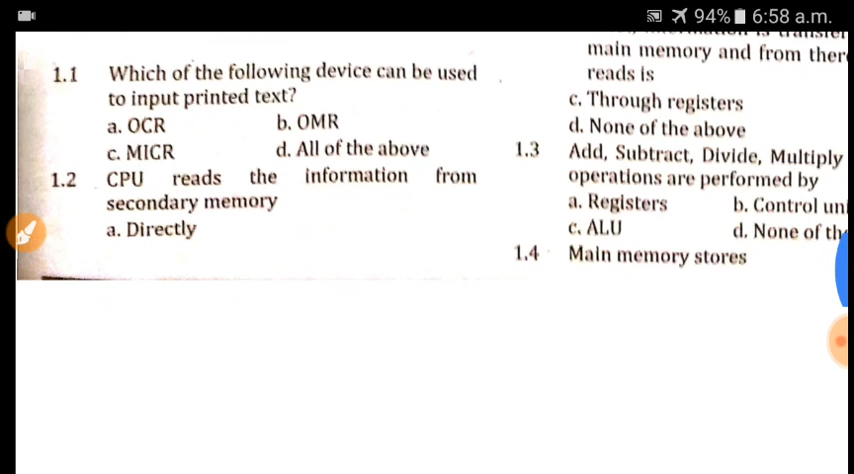 94% 6:58 a.m.
1.1 Which of the following device can be used
to input printed text?
a. OCR b. OMR
c. MICR d. All of the above
1.2 CPU reads the information from
secondary memory
a. Directly
main memory and from there
reads is
c. Through registers
d. None of the above
1.3 Add, Subtract, Divide, Multiply
operations are performed by
a. Registers b. Control
c. ALU d. None of
1.4 Main memory stores